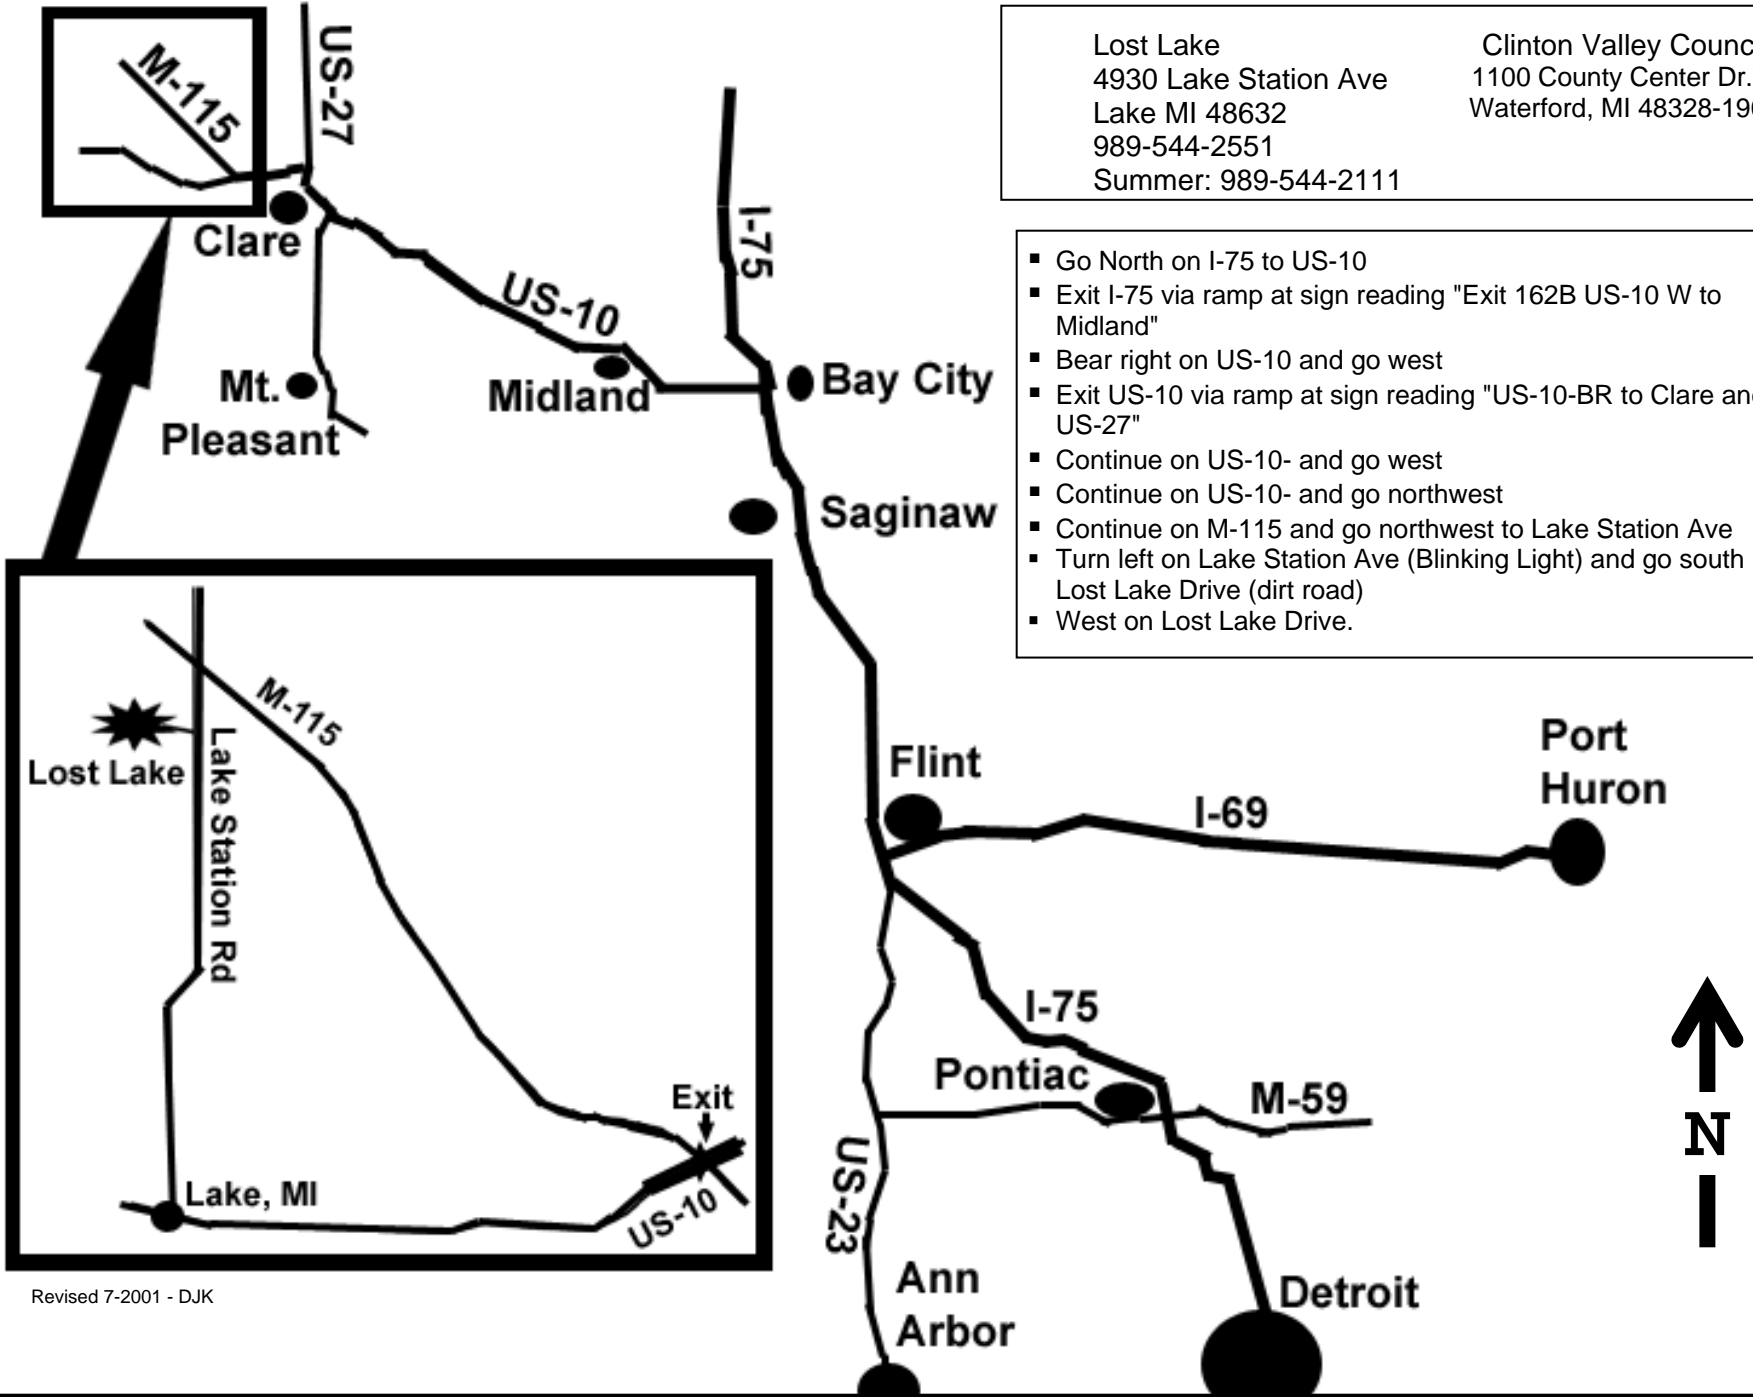 M-115
US-27
Clare
US-10
I-75
Mt.
Pleasant
Midland
Bay City
Saginaw
Lost Lake
4930 Lake Station Ave
Lake MI 48632
989-544-2551
Summer: 989-544-2111
Clinton Valley Counc
1100 County Center Dr.
Waterford, MI 48328-19
▪ Go North on I-75 to US-10
▪ Exit I-75 via ramp at sign reading "Exit 162B US-10 W to
Midland"
▪ Bear right on US-10 and go west
▪ Exit US-10 via ramp at sign reading "US-10-BR to Clare an
US-27"
▪ Continue on US-10- and go west
▪ Continue on US-10- and go northwest
▪ Continue on M-115 and go northwest to Lake Station Ave
▪ Turn left on Lake Station Ave (Blinking Light) and go south
Lost Lake Drive (dirt road)
▪ West on Lost Lake Drive.
M-115
Lost Lake
Lake Station Rd
Exit
Lake, MI
US-10
Revised 7-2001 - DJK
Flint
I-69
Port
Huron
I-75
Pontiac
M-59
US-23
Ann
Arbor
Detroit
N